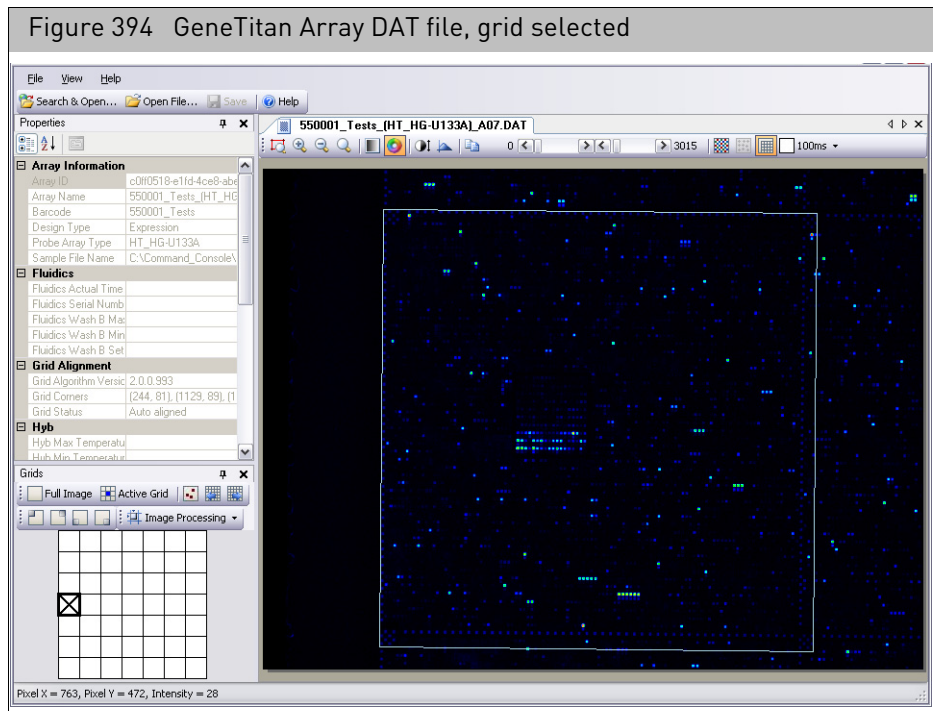 Figure 394 GeneTitan Array DAT file, grid selected
File View Help
Search & Open... Open File... Save Help
Properties
550001_Tests_(HT_HG-U133A)_A07.DAT
0 3015 100ms
Array Information
Array ID c0ff0518-e1fd-4ce8-abe
Array Name 550001_Tests_(HT_HG
Barcode 550001_Tests
Design Type Expression
Probe Array Type HT_HG-U133A
Sample File Name C:\Command_Console\
Fluidics
Fluidics Actual Time
Fluidics Serial Numb
Fluidics Wash B Ma
Fluidics Wash B Min
Fluidics Wash B Set
Grid Alignment
Grid Algorithm Versic 2.0.0.993
Grid Corners (244, 81), (1129, 89), (1
Grid Status Auto aligned
Hyb
Hyb Max Temperatu
Hyb Min Temperatur
Grids
Full Image Active Grid
Image Processing
Pixel X = 763, Pixel Y = 472, Intensity = 28